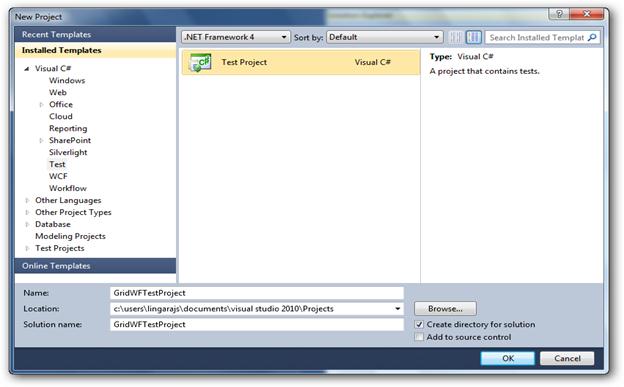 New Project
Recent Templates
.NET Framework 4
Sort by: Default
Search Installed Templat
Installed Templates
Visual C#
Windows
Web
Office
Cloud
Reporting
SharePoint
Silverlight
Test
WCF
Workflow
Other Languages
Other Project Types
Database
Modeling Projects
Test Projects
Online Templates
Test Project Visual C#
Type: Visual C#
A project that contains tests.
Name: GridWFTestProject
Location: c:\users\lingarajs\documents\visual studio 2010\Projects
Browse...
Solution name: GridWFTestProject
Create directory for solution
Add to source control
OK
Cancel